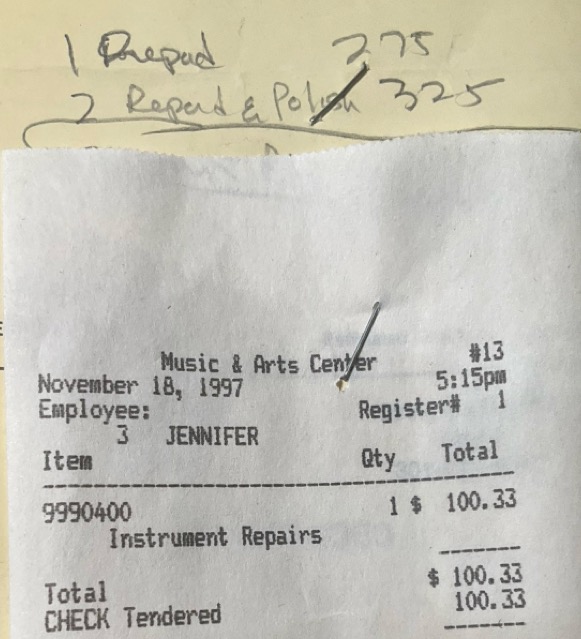 1 Repad 275
2 Repad & Polish 325
Music & Arts Center #13
November 18, 1997 5:15pm
Employee: Register# 1
3 JENNIFER
Item Qty Total
9990400 1 $ 100.33
Instrument Repairs
Total $ 100.33
CHECK Tendered 100.33